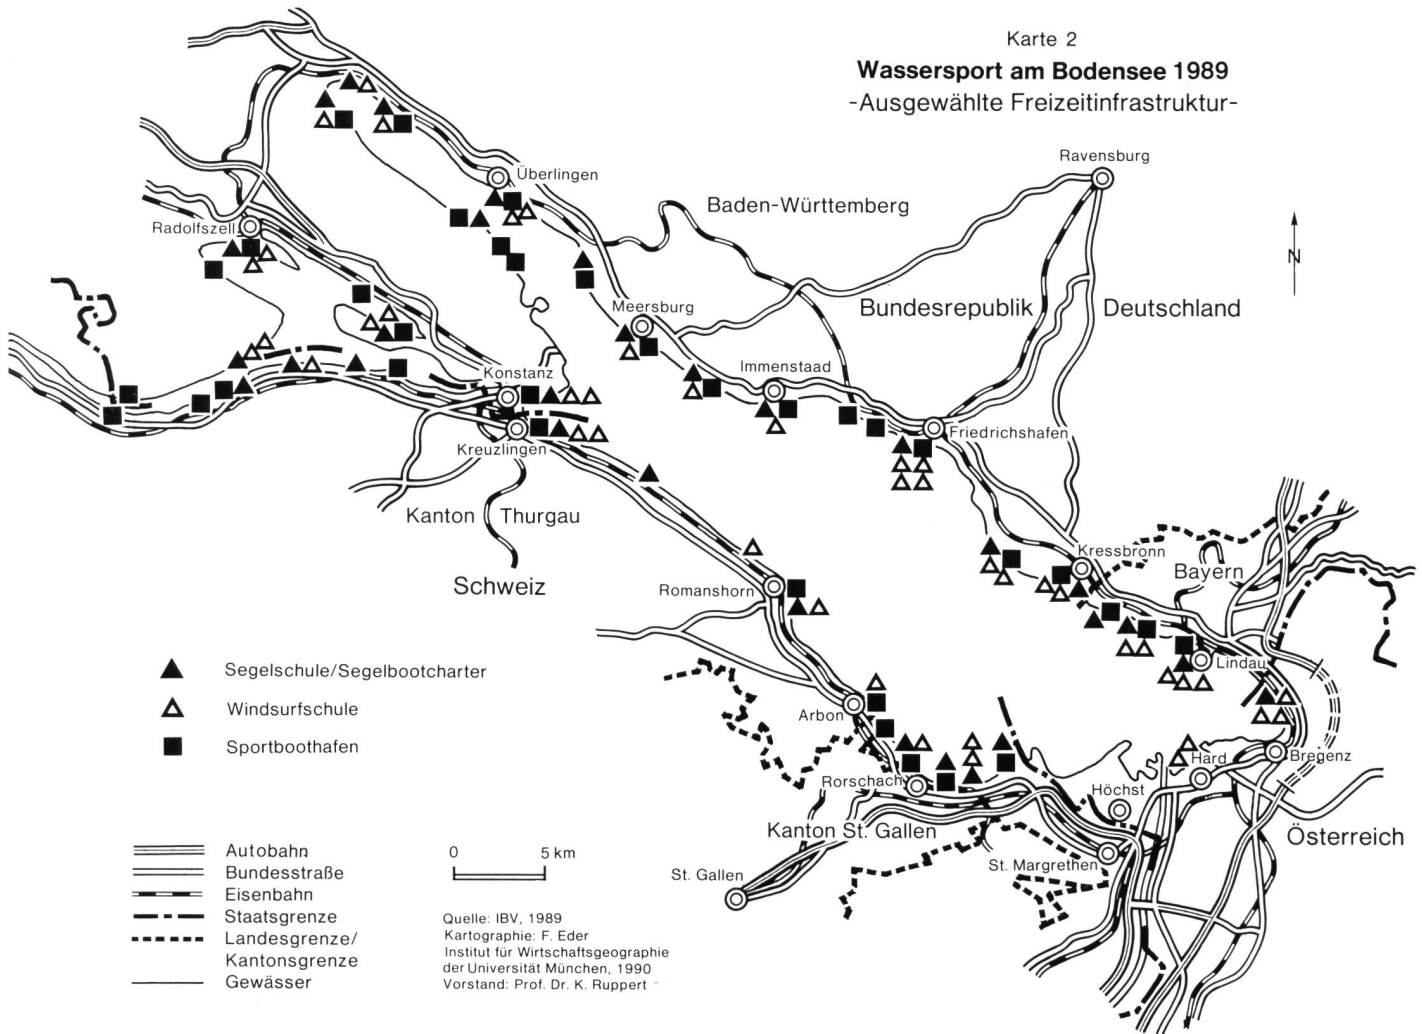 Karte 2
Wassersport am Bodensee 1989
-Ausgewählte Freizeitinfrastruktur-
Ravensburg
Überlingen
Baden-Württemberg
Radolfszell
N
Meersburg
Bundesrepublik Deutschland
Immenstaad
Konstanz
Friedrichshafen
Kreuzlingen
Kanton Thurgau
Kressbronn
Bayern
Schweiz
Romanshorn
Lindau
Segelschule/Segelbootcharter
Windsurfschule
Arbon
Sportboothafen
Hard
Bregenz
Rorschach
Höchst
Kanton St. Gallen
Österreich
St. Margrethen
St. Gallen
Autobahn
Bundesstraße
Eisenbahn
Staatsgrenze
Landesgrenze/
Kantonsgrenze
Gewässer
0 5 km
Quelle: IBV, 1989
Kartographie: F. Eder
Institut für Wirtschaftsgeographie
der Universität München, 1990
Vorstand: Prof. Dr. K. Ruppert